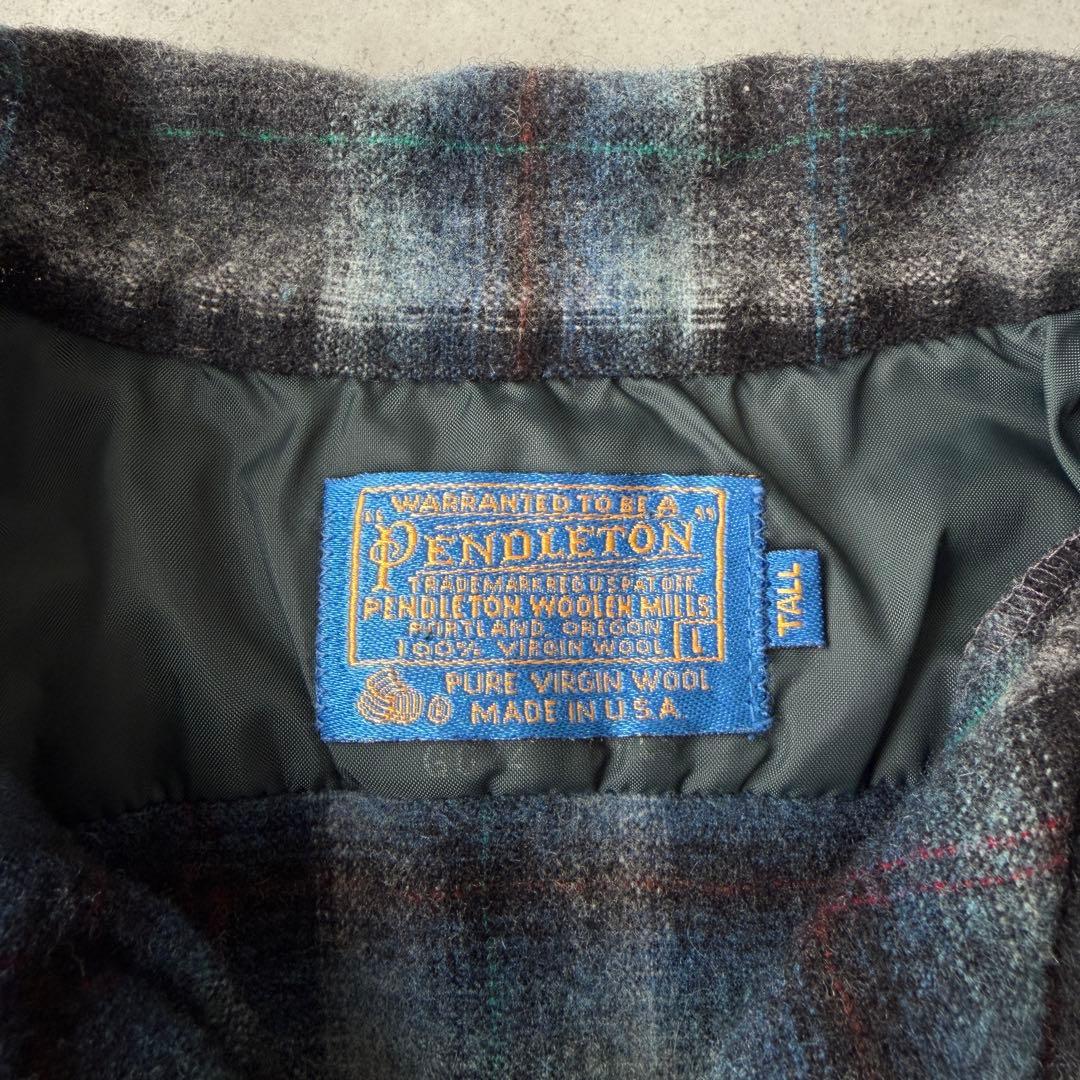 WARRANTED TO BE A
"PENDLETON"
TRADEMARK REG U.S. PAT. OFF.
PENDLETON WOOLEN MILLS
PORTLAND, OREGON
100% VIRGIN WOOL L
PURE VIRGIN WOOL
® MADE IN U.S.A.
TALL